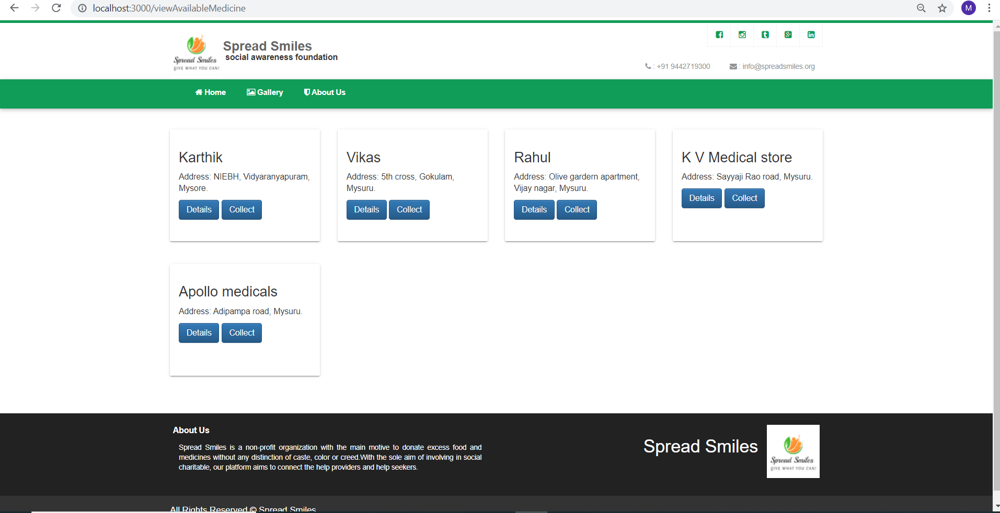 localhost:3000/viewAvailableMedicine
M
Spread Smiles
GIVE WHAT YOU CAN!
Spread Smiles
social awareness foundation
: +91 9442719300
: info@spreadsmiles.org
Home
Gallery
About Us
Karthik
Address: NIEBH, Vidyaranyapuram,
Mysore.
Details
Collect
Vikas
Address: 5th cross, Gokulam,
Mysuru.
Details
Collect
Rahul
Address: Olive gardern apartment,
Vijay nagar, Mysuru.
Details
Collect
K V Medical store
Address: Sayyaji Rao road, Mysuru.
Details
Collect
Apollo medicals
Address: Adipampa road, Mysuru.
Details
Collect
About Us
Spread Smiles is a non-profit organization with the main motive to donate excess food and
medicines without any distinction of caste, color or creed.With the sole aim of involving in social
charitable, our platform aims to connect the help providers and help seekers.
Spread Smiles
Spread Smiles
GIVE WHAT YOU CAN!
All Rights Reserved © Spread Smiles